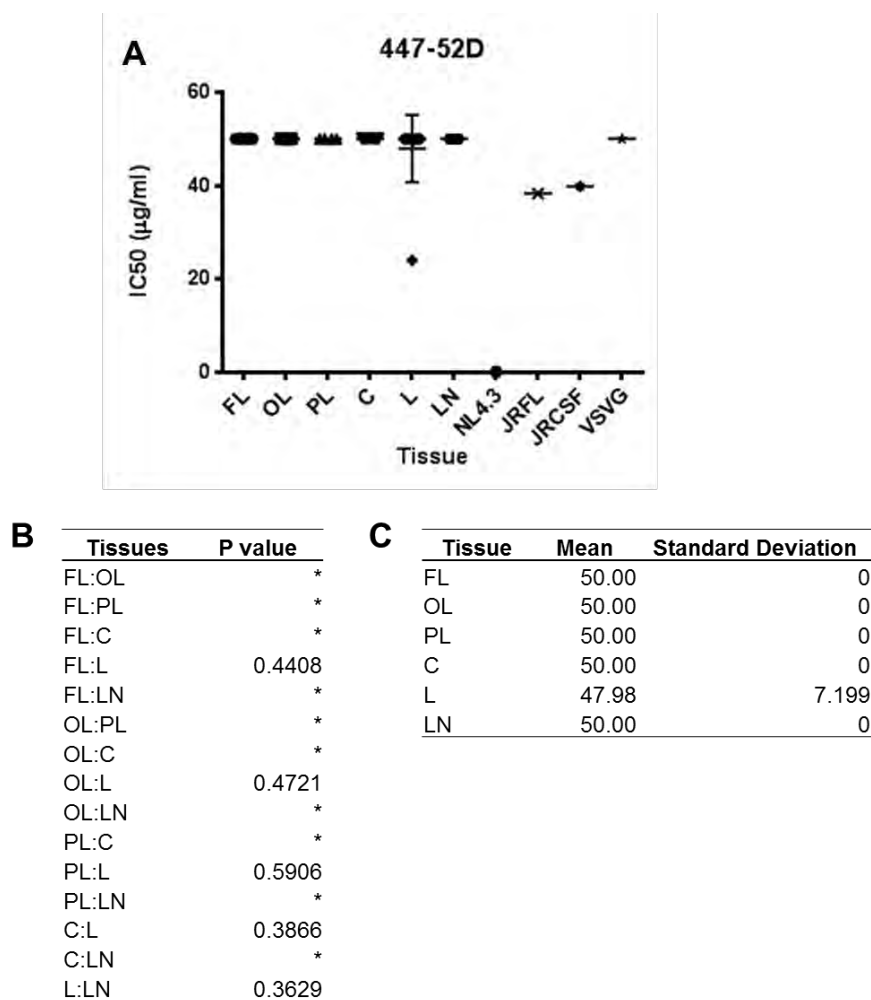 A
447-52D
60
40
20
0
IC50 (µg/ml)
FL OL PL C L LN NL4.3 JRFL JRCSF VSVG
Tissue
B
Tissues P value
FL:OL *
FL:PL *
FL:C *
FL:L 0.4408
FL:LN *
OL:PL *
OL:C *
OL:L 0.4721
OL:LN *
PL:C *
PL:L 0.5906
PL:LN *
C:L 0.3866
C:LN *
L:LN 0.3629
C
Tissue Mean Standard Deviation
FL 50.00 0
OL 50.00 0
PL 50.00 0
C 50.00 0
L 47.98 7.199
LN 50.00 0